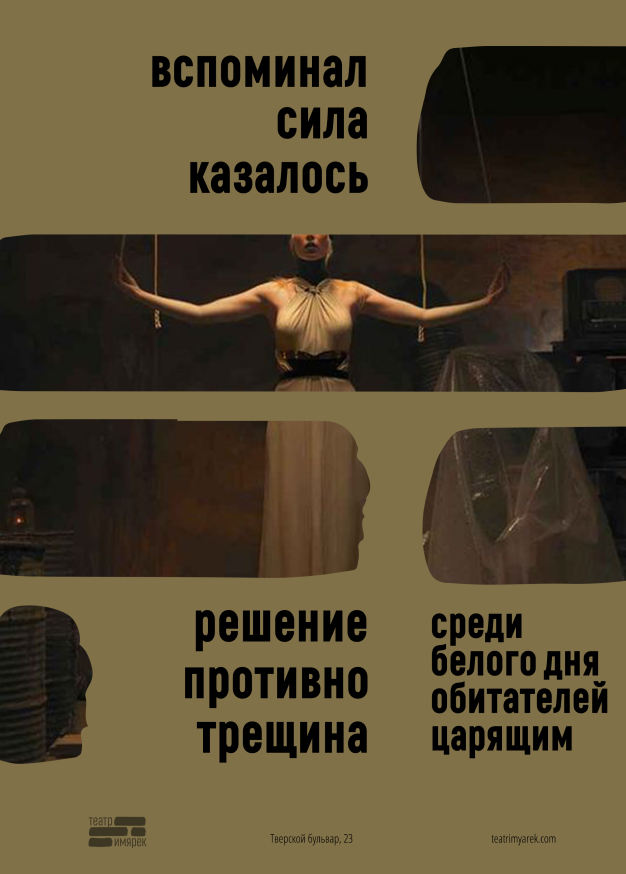 вспоминал
сила
казалось
решение
противно
трещина
среди
белого дня
обитателей
царящим
театр
имярек
Тверской бульвар, 23
teatrimyarek.com